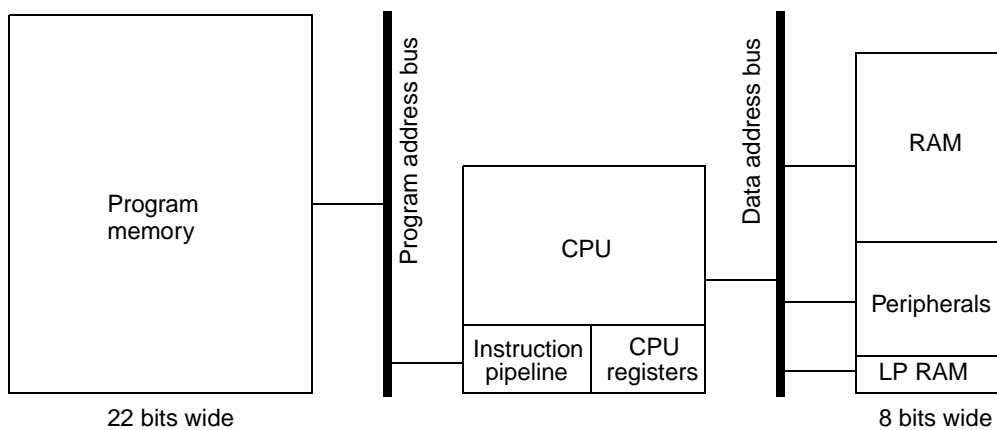 Program
memory
22 bits wide
Program address bus
CPU
Instruction
pipeline
CPU
registers
Data address bus
RAM
Peripherals
LP RAM
8 bits wide